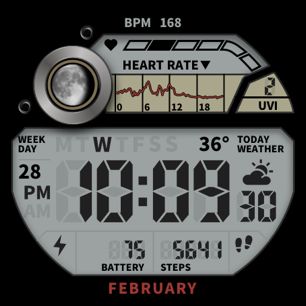 BPM 168
HEART RATE ▼
0 6 12 18
2
UVI
WEEK DAY
M T W T F S S
36°
TODAY WEATHER
28
PM
AM
10:09
30
75
BATTERY
5641
STEPS
FEBRUARY